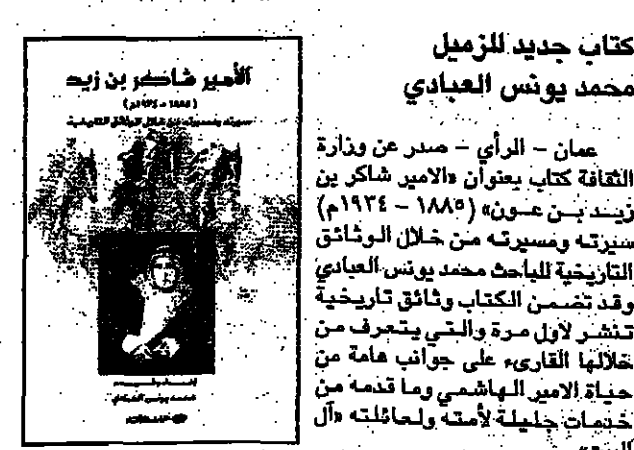 كتاب جديد للزميل
محمد يونس العبادي
عمان – الرأي – صدر عن وزارة
الثقافة كتاب بعنوان «الامير شاكر بن
زيد بن عون» (١٨٨٥ – ١٩٣٤م)
سيرته ومسيرته من خلال الوثائق
التاريخية للباحث محمد يونس العبادي
وقد تضمن الكتاب وثائق تاريخية
تنشر لاول مرة والتي يتعرف من
خلالها القارىء على جوانب هامة من
حياة الامير الهاشمي وما قدمه من
خدمات جليلة لأمته ولعائلته «آل
الأمير شاكر بن زيد
(١٨٨٥ – ١٩٣٤م)
سيرته ومسيرته من خلال الوثائق التاريخية
محمد يونس العبادي